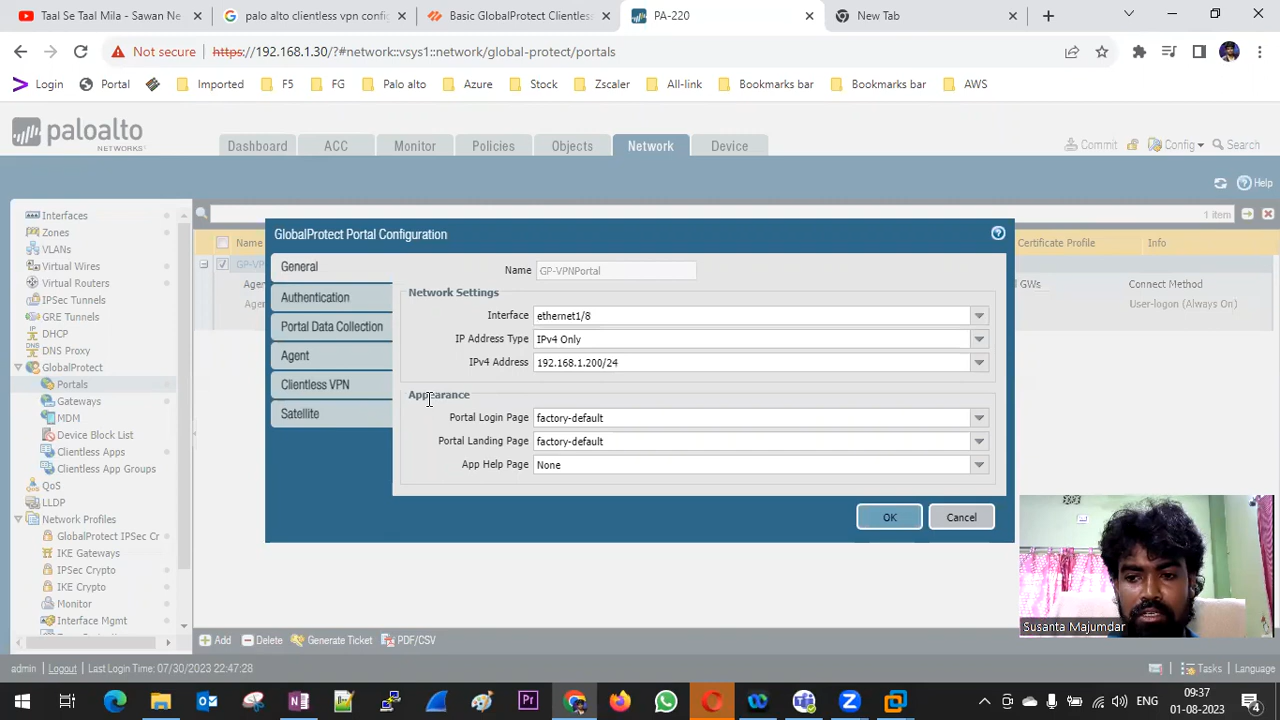 Taal Se Taal Mila - Sawan Ne
palo alto clientless vpn config
Basic GlobalProtect Clientless
PA-220
New Tab
Not secure https://192.168.1.30/?#network::vsys1::network/global-protect/portals
Login
Portal
Imported
F5
FG
Palo alto
Azure
Stock
Zscaler
All-link
Bookmarks bar
Bookmarks bar
AWS
paloalto
NETWORKS
Dashboard
ACC
Monitor
Policies
Objects
Network
Device
Commit
Config
Search
Help
Interfaces
Zones
VLANs
Virtual Wires
Virtual Routers
IPSec Tunnels
GRE Tunnels
DHCP
DNS Proxy
GlobalProtect
Portals
Gateways
MDM
Device Block List
Clientless Apps
Clientless App Groups
QoS
LLDP
Network Profiles
GlobalProtect IPSec Cr
IKE Gateways
IPSec Crypto
IKE Crypto
Monitor
Interface Mgmt
1 item
Name
Certificate Profile
Info
GP-VP
Agen
Agen
l GWs
Connect Method
User-logon (Always On)
GlobalProtect Portal Configuration
General
Authentication
Portal Data Collection
Agent
Clientless VPN
Satellite
Name GP-VPNPortal
Network Settings
Interface ethernet1/8
IP Address Type IPv4 Only
IPv4 Address 192.168.1.200/24
Appearance
Portal Login Page factory-default
Portal Landing Page factory-default
App Help Page None
OK
Cancel
Susanta Majumdar
Add
Delete
Generate Ticket
PDF/CSV
admin
Logout
Last Login Time: 07/30/2023 22:47:28
Tasks
Language
ENG
09:37
01-08-2023
4